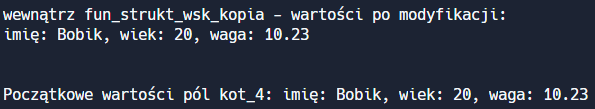 wewnątrz fun_strukt_wsk_kopia – wartości po modyfikacji:
imię: Bobik, wiek: 20, waga: 10.23
Początkowe wartości pól kot_4: imię: Bobik, wiek: 20, waga: 10.23